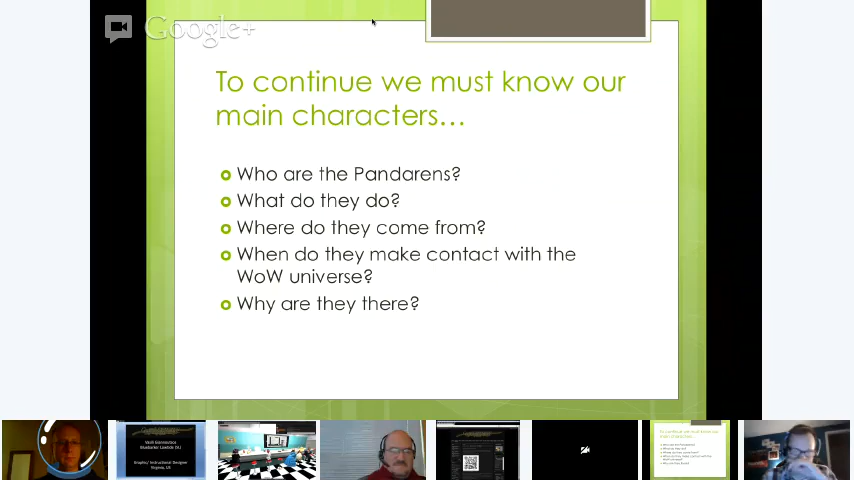 Google+
To continue we must know our
main characters…
Who are the Pandarens?
What do they do?
Where do they come from?
When do they make contact with the
WoW universe?
Why are they there?